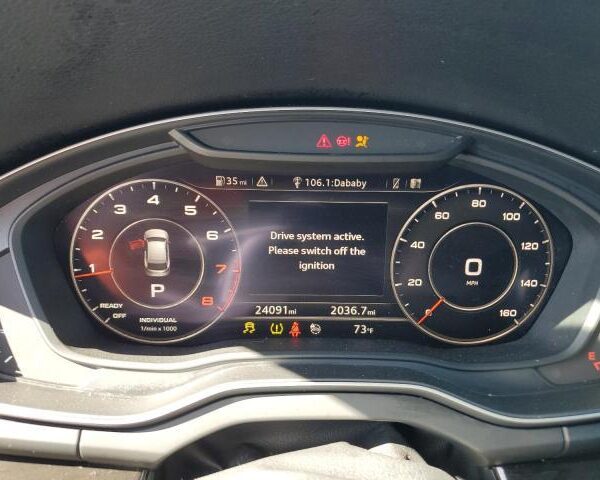 35 mi
106.1:Dababy
3 4 5
2 6
1 7
8
P
READY
OFF
INDIVIDUAL
1/min x 1000
Drive system active.
Please switch off the
ignition
24091mi 2036.7mi
73°F
80
60 100
40 120
20 140
0 160
0
MPH
E